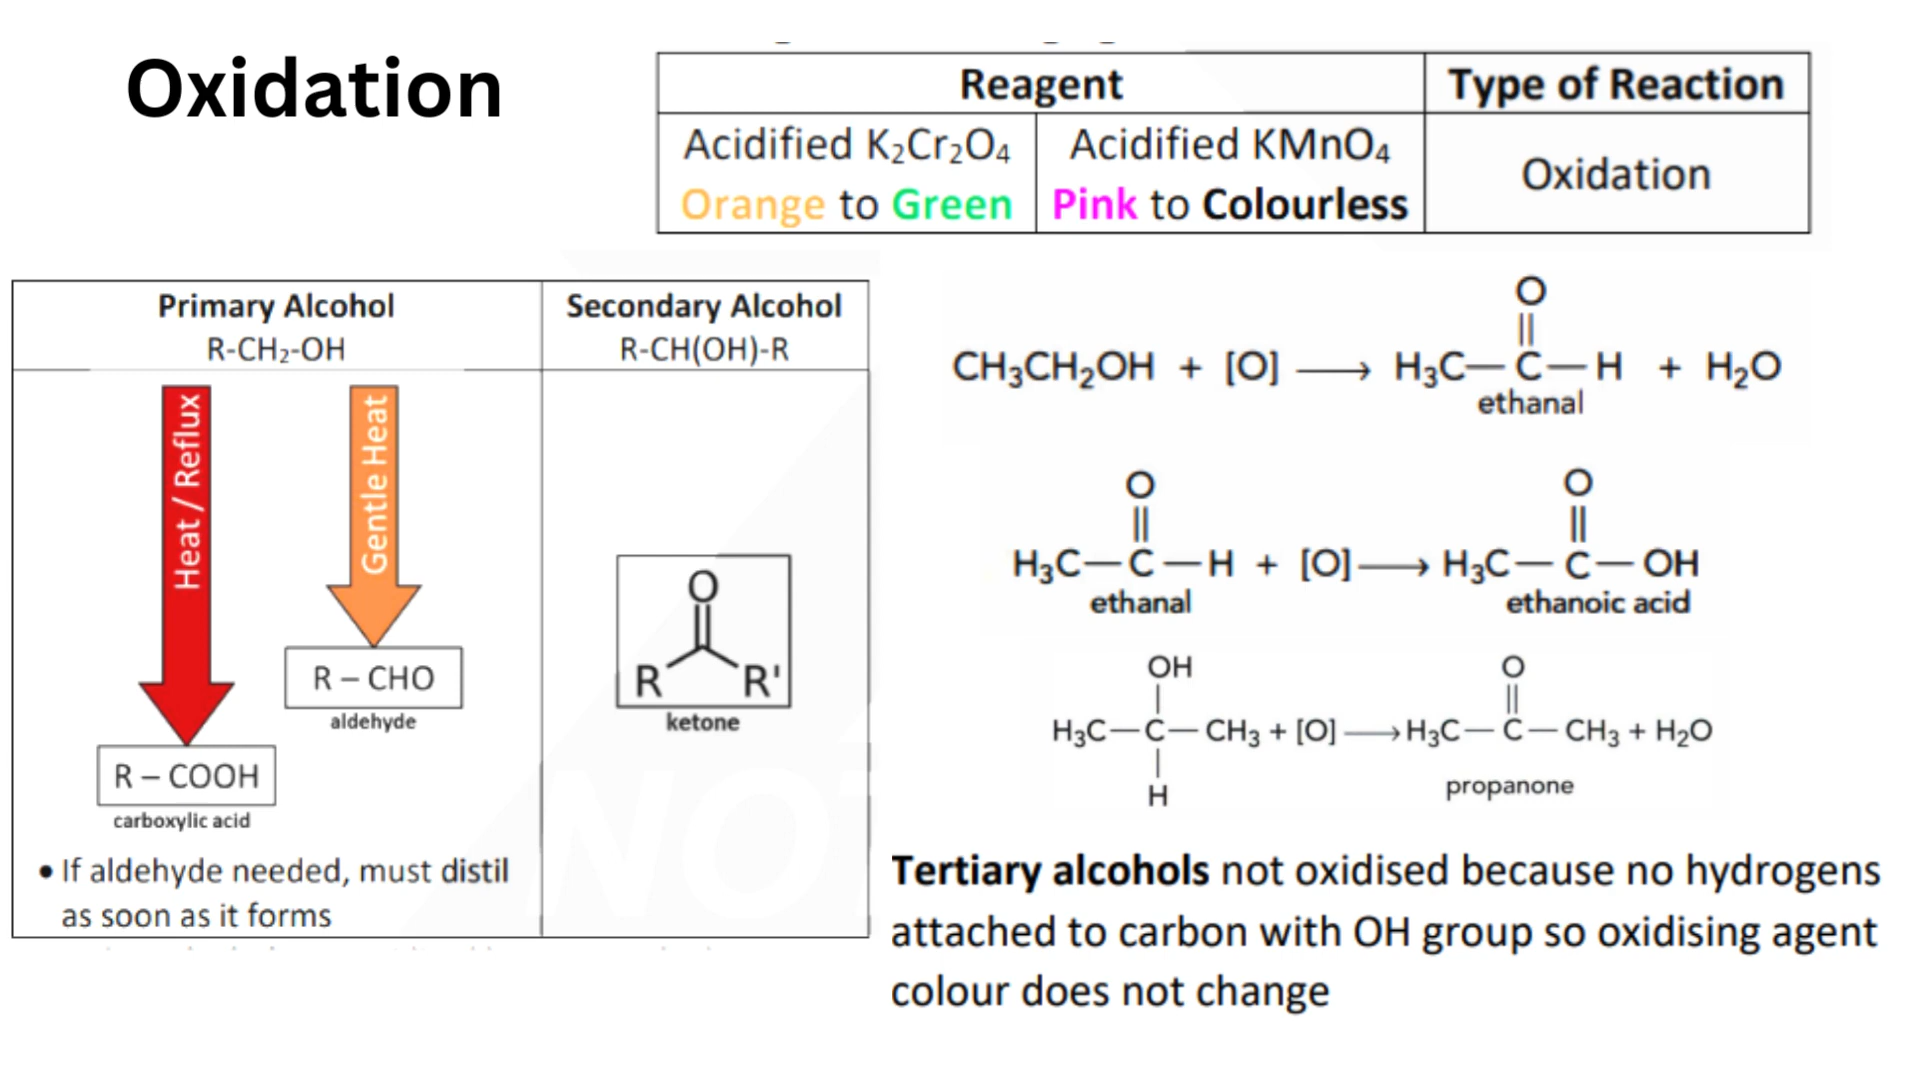 Oxidation
Reagent
Type of Reaction
Acidified K₂Cr₂O₄
Orange to Green
Acidified KMnO₄
Pink to Colourless
Oxidation
Primary Alcohol
R-CH₂-OH
Secondary Alcohol
R-CH(OH)-R
Heat / Reflux
Gentle Heat
R – CHO
aldehyde
R – COOH
carboxylic acid
• If aldehyde needed, must distil
as soon as it forms
O
R R'
ketone
O
CH₃CH₂OH + [O] ⟶ H₃C—C—H + H₂O
ethanal
O O
H₃C—C—H + [O] ⟶ H₃C—C—OH
ethanal ethanoic acid
OH O
H₃C—C—CH₃ + [O] ⟶ H₃C—C—CH₃ + H₂O
H
propanone
Tertiary alcohols not oxidised because no hydrogens
attached to carbon with OH group so oxidising agent
colour does not change